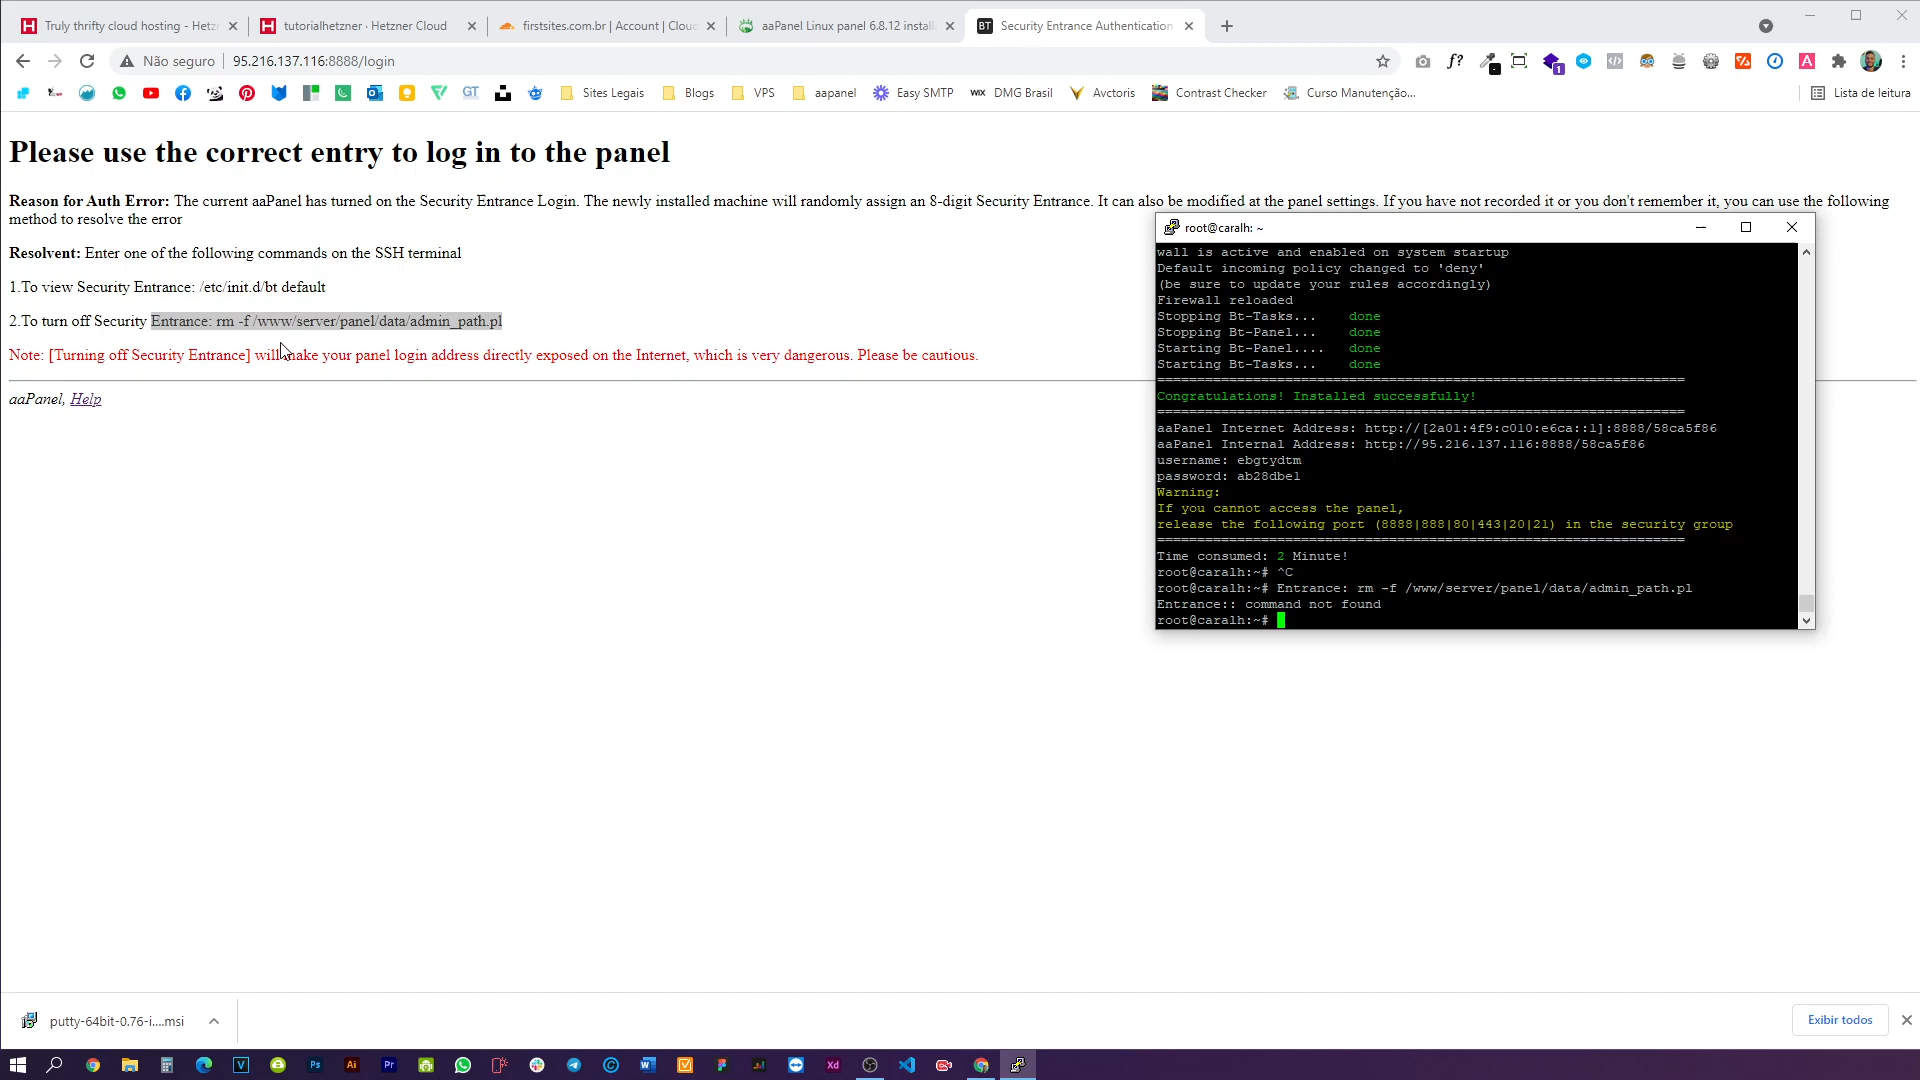 Truly thrifty cloud hosting - Hetz
tutorialhetzner · Hetzner Cloud
firstsites.com.br | Account | Clou
aaPanel Linux panel 6.8.12 install
BT
Security Entrance Authentication
Não seguro
95.216.137.116:8888/login
GT
Sites Legais
Blogs
VPS
aapanel
Easy SMTP
WIX
DMG Brasil
Avctoris
Contrast Checker
Curso Manutenção...
Lista de leitura
Please use the correct entry to log in to the panel
Reason for Auth Error: The current aaPanel has turned on the Security Entrance Login. The newly installed machine will randomly assign an 8-digit Security Entrance. It can also be modified at the panel settings. If you have not recorded it or you don't remember it, you can use the following
method to resolve the error
Resolvent: Enter one of the following commands on the SSH terminal
1.To view Security Entrance: /etc/init.d/bt default
2.To turn off Security Entrance: rm -f /www/server/panel/data/admin_path.pl
Note: [Turning off Security Entrance] will make your panel login address directly exposed on the Internet, which is very dangerous. Please be cautious.
aaPanel, Help
root@caralh: ~
wall is active and enabled on system startup
Default incoming policy changed to 'deny'
(be sure to update your rules accordingly)
Firewall reloaded
Stopping Bt-Tasks... done
Stopping Bt-Panel... done
Starting Bt-Panel.... done
Starting Bt-Tasks... done
==================================================================
Congratulations! Installed successfully!
==================================================================
aaPanel Internet Address: http://[2a01:4f9:c010:e6ca::1]:8888/58ca5f86
aaPanel Internal Address: http://95.216.137.116:8888/58ca5f86
username: ebgtydtm
password: ab28dbe1
Warning:
If you cannot access the panel,
release the following port (8888|888|80|443|20|21) in the security group
==================================================================
Time consumed: 2 Minute!
root@caralh:~# ^C
root@caralh:~# Entrance: rm -f /www/server/panel/data/admin_path.pl
Entrance:: command not found
root@caralh:~#
putty-64bit-0.76-i....msi
Exibir todos